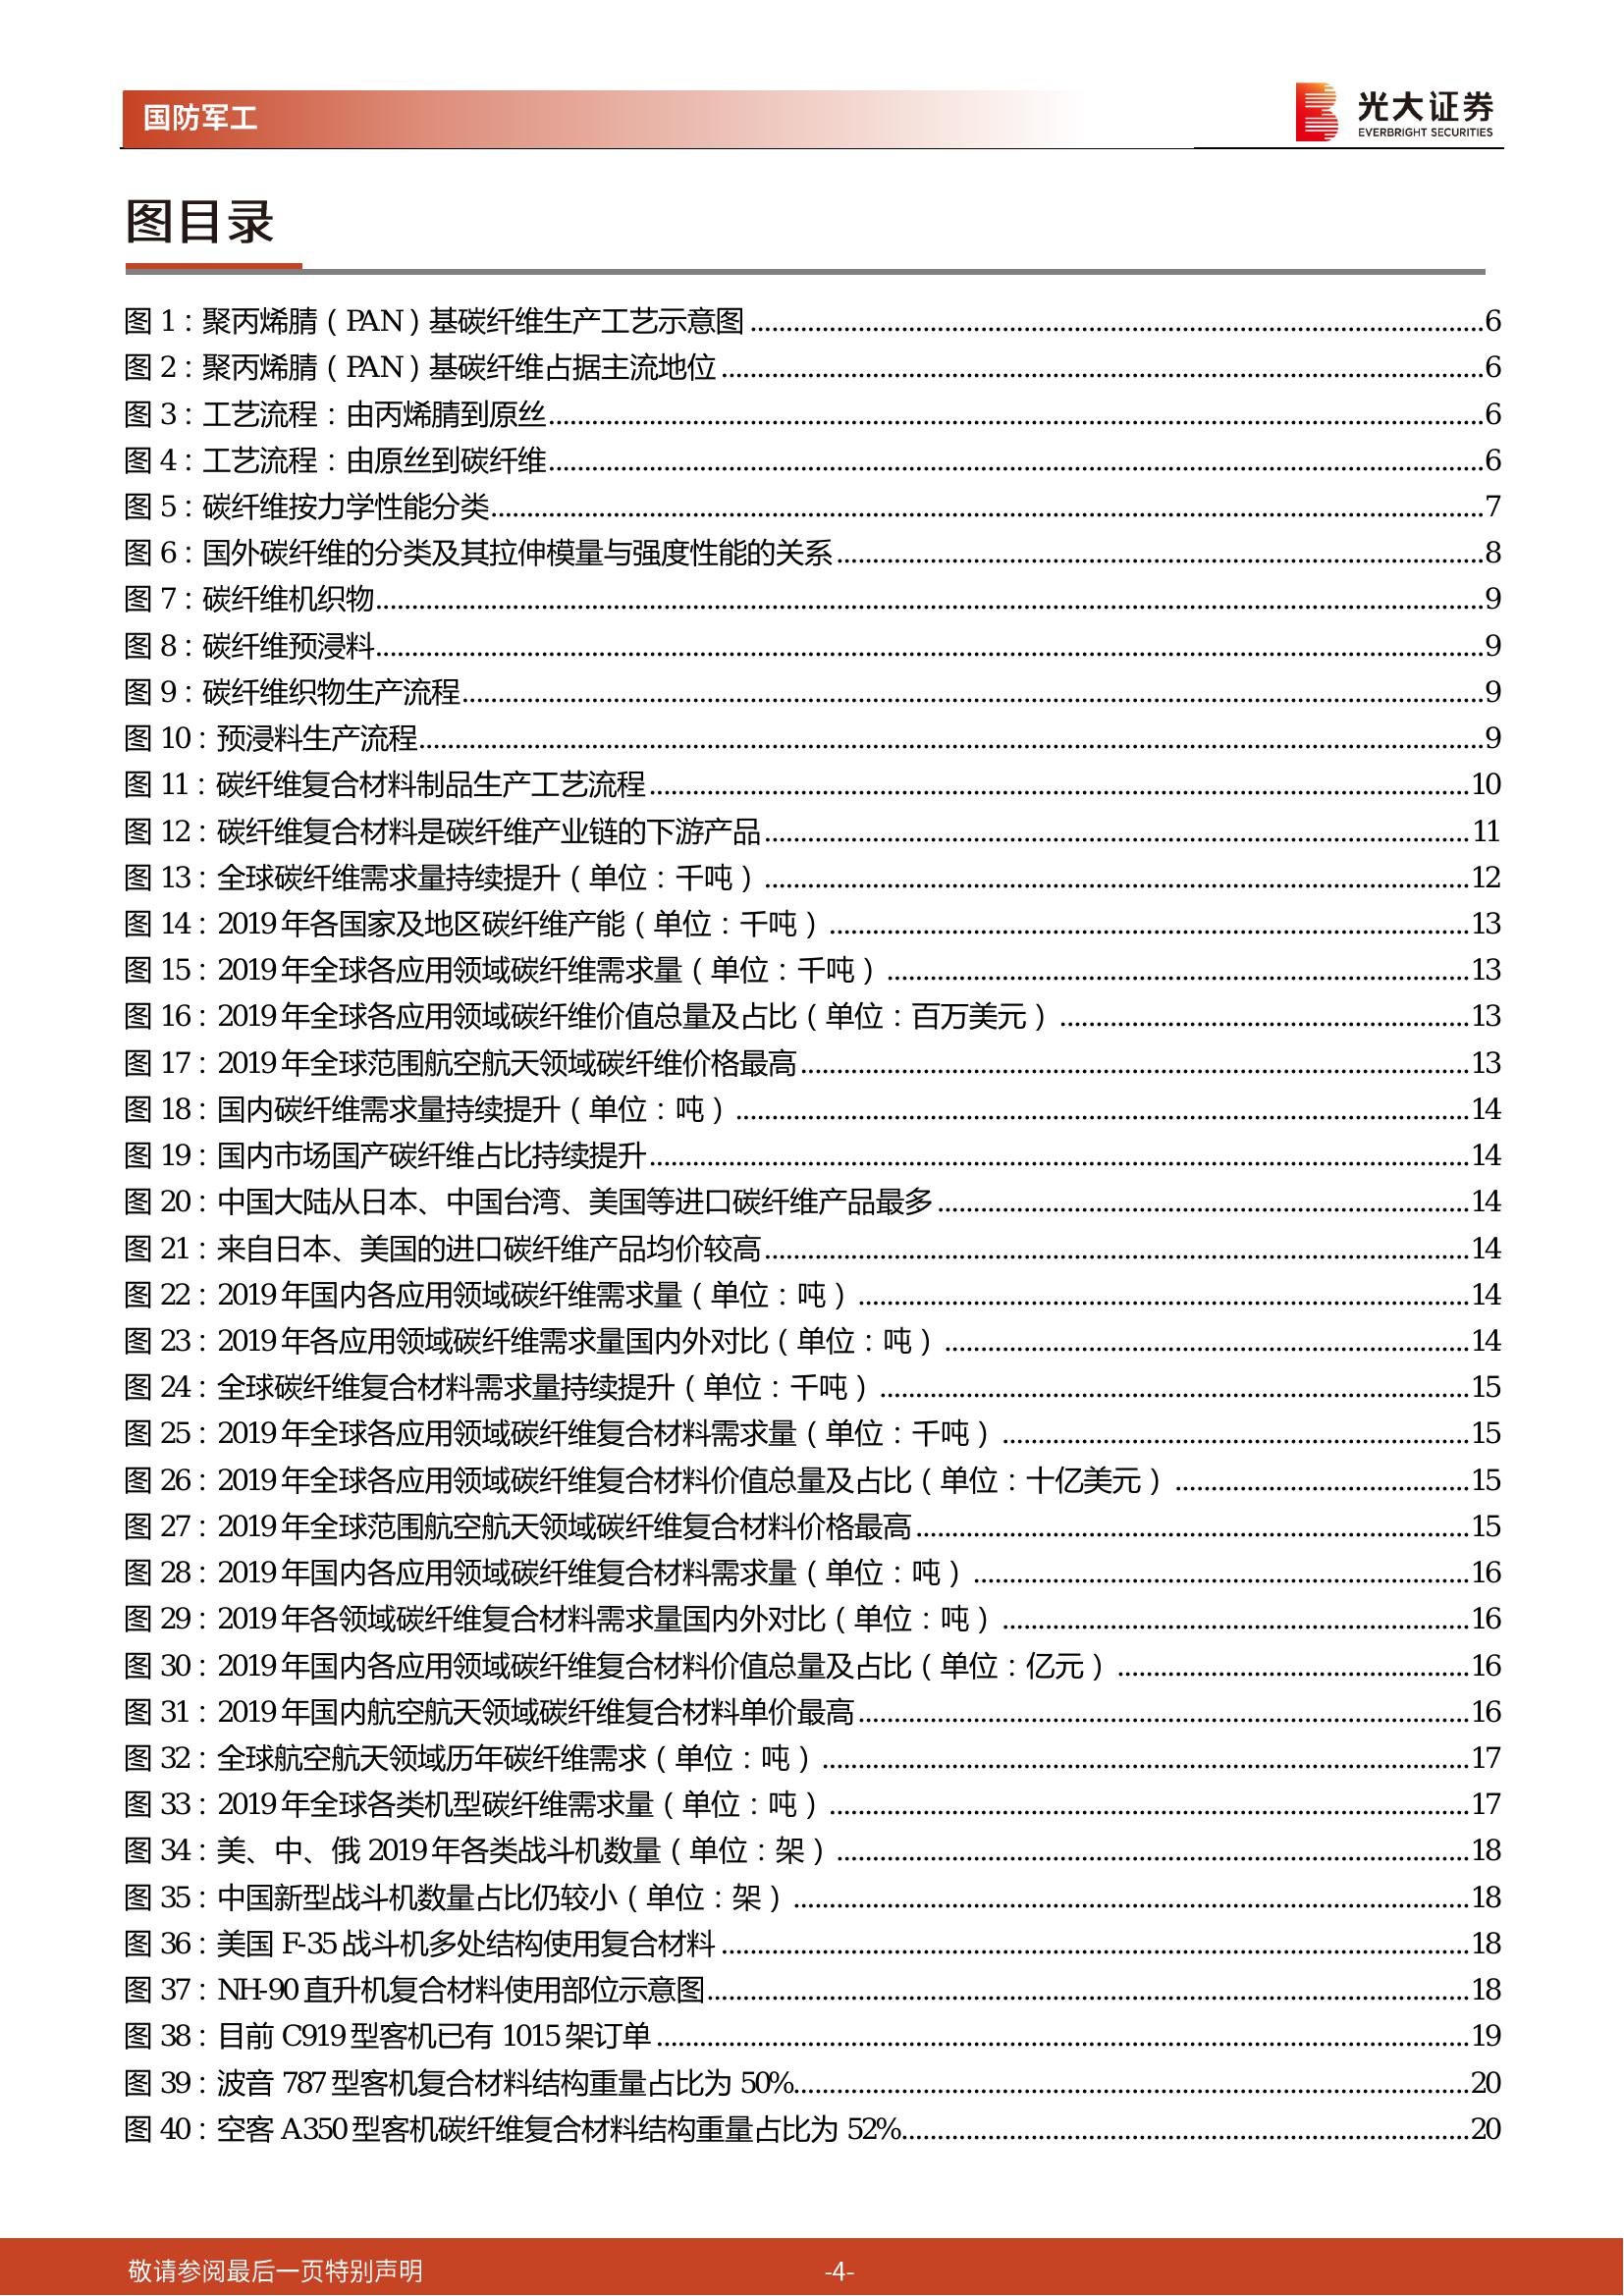 国防军工
光大证券
EVERBRIGHT SECURITIES
图目录
图 1：聚丙烯腈（PAN）基碳纤维生产工艺示意图........6
图 2：聚丙烯腈（PAN）基碳纤维占据主流地位........6
图 3：工艺流程：由丙烯腈到原丝........6
图 4：工艺流程：由原丝到碳纤维........6
图 5：碳纤维按力学性能分类........7
图 6：国外碳纤维的分类及其拉伸模量与强度性能的关系........8
图 7：碳纤维机织物........9
图 8：碳纤维预浸料........9
图 9：碳纤维织物生产流程........9
图 10：预浸料生产流程........9
图 11：碳纤维复合材料制品生产工艺流程........10
图 12：碳纤维复合材料是碳纤维产业链的下游产品........11
图 13：全球碳纤维需求量持续提升（单位：千吨）........12
图 14：2019 年各国家及地区碳纤维产能（单位：千吨）........13
图 15：2019 年全球各应用领域碳纤维需求量（单位：千吨）........13
图 16：2019 年全球各应用领域碳纤维价值总量及占比（单位：百万美元）........13
图 17：2019 年全球范围航空航天领域碳纤维价格最高........13
图 18：国内碳纤维需求量持续提升（单位：吨）........14
图 19：国内市场国产碳纤维占比持续提升........14
图 20：中国大陆从日本、中国台湾、美国等进口碳纤维产品最多........14
图 21：来自日本、美国的进口碳纤维产品均价较高........14
图 22：2019 年国内各应用领域碳纤维需求量（单位：吨）........14
图 23：2019 年各应用领域碳纤维需求量国内外对比（单位：吨）........14
图 24：全球碳纤维复合材料需求量持续提升（单位：千吨）........15
图 25：2019 年全球各应用领域碳纤维复合材料需求量（单位：千吨）........15
图 26：2019 年全球各应用领域碳纤维复合材料价值总量及占比（单位：十亿美元）........15
图 27：2019 年全球范围航空航天领域碳纤维复合材料价格最高........15
图 28：2019 年国内各应用领域碳纤维复合材料需求量（单位：吨）........16
图 29：2019 年各领域碳纤维复合材料需求量国内外对比（单位：吨）........16
图 30：2019 年国内各应用领域碳纤维复合材料价值总量及占比（单位：亿元）........16
图 31：2019 年国内航空航天领域碳纤维复合材料单价最高........16
图 32：全球航空航天领域历年碳纤维需求（单位：吨）........17
图 33：2019 年全球各类机型碳纤维需求量（单位：吨）........17
图 34：美、中、俄 2019 年各类战斗机数量（单位：架）........18
图 35：中国新型战斗机数量占比仍较小（单位：架）........18
图 36：美国 F-35 战斗机多处结构使用复合材料........18
图 37：NH-90 直升机复合材料使用部位示意图........18
图 38：目前 C919 型客机已有 1015 架订单........19
图 39：波音 787 型客机复合材料结构重量占比为 50%........20
图 40：空客 A350 型客机碳纤维复合材料结构重量占比为 52%........20
敬请参阅最后一页特别声明
-4-